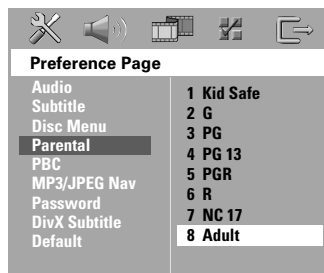 Preference Page
Audio
Subtitle
Disc Menu
Parental
PBC
MP3/JPEG Nav
Password
DivX Subtitle
Default
1 Kid Safe
2 G
3 PG
4 PG 13
5 PGR
6 R
7 NC 17
8 Adult